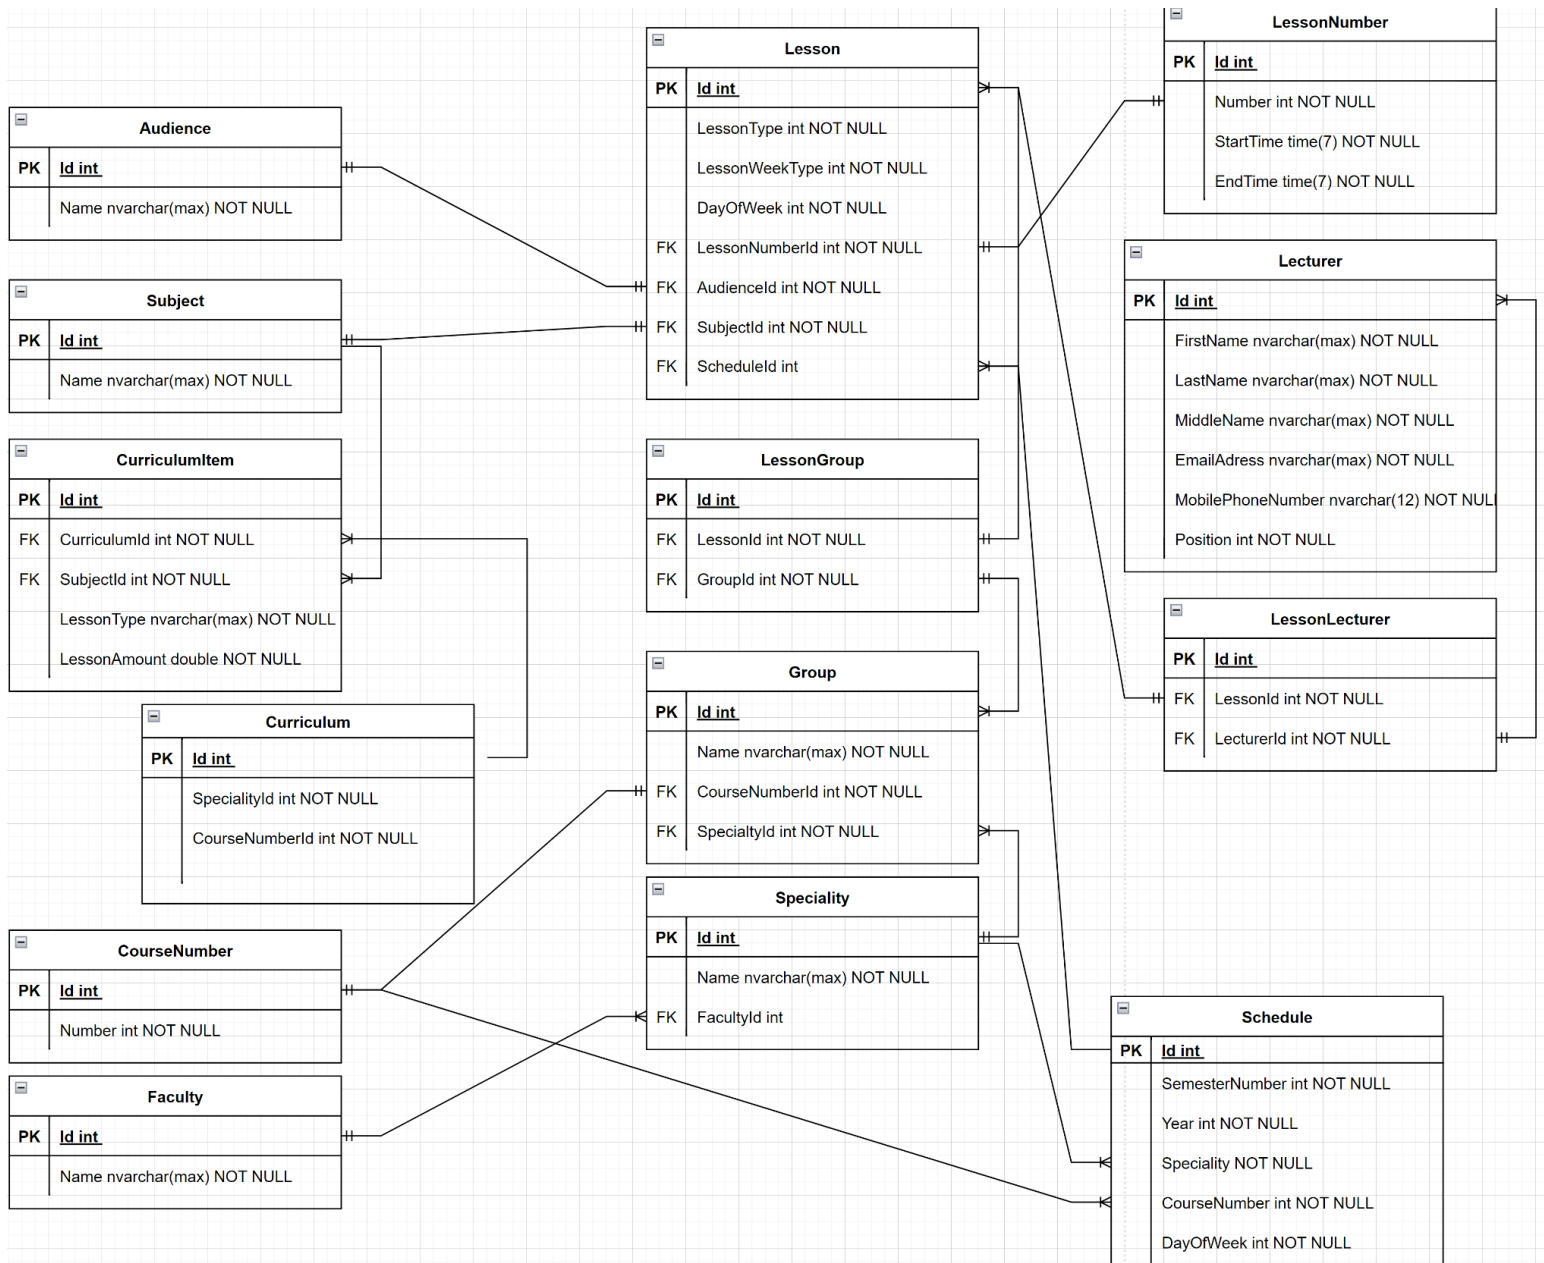 Audience
PK Id int
Name nvarchar(max) NOT NULL
Subject
PK Id int
Name nvarchar(max) NOT NULL
CurriculumItem
PK Id int
FK CurriculumId int NOT NULL
FK SubjectId int NOT NULL
LessonType nvarchar(max) NOT NULL
LessonAmount double NOT NULL
Curriculum
PK Id int
SpecialityId int NOT NULL
CourseNumberId int NOT NULL
CourseNumber
PK Id int
Number int NOT NULL
Faculty
PK Id int
Name nvarchar(max) NOT NULL
Lesson
PK Id int
LessonType int NOT NULL
LessonWeekType int NOT NULL
DayOfWeek int NOT NULL
FK LessonNumberId int NOT NULL
FK AudienceId int NOT NULL
FK SubjectId int NOT NULL
FK ScheduleId int
LessonGroup
PK Id int
FK LessonId int NOT NULL
FK GroupId int NOT NULL
Group
PK Id int
Name nvarchar(max) NOT NULL
FK CourseNumberId int NOT NULL
FK SpecialtyId int NOT NULL
Speciality
PK Id int
Name nvarchar(max) NOT NULL
FK FacultyId int
LessonNumber
PK Id int
Number int NOT NULL
StartTime time(7) NOT NULL
EndTime time(7) NOT NULL
Lecturer
PK Id int
FirstName nvarchar(max) NOT NULL
LastName nvarchar(max) NOT NULL
MiddleName nvarchar(max) NOT NULL
EmailAdress nvarchar(max) NOT NULL
MobilePhoneNumber nvarchar(12) NOT NULL
Position int NOT NULL
LessonLecturer
PK Id int
FK LessonId int NOT NULL
FK LecturerId int NOT NULL
Schedule
PK Id int
SemesterNumber int NOT NULL
Year int NOT NULL
Speciality NOT NULL
CourseNumber int NOT NULL
DayOfWeek int NOT NULL